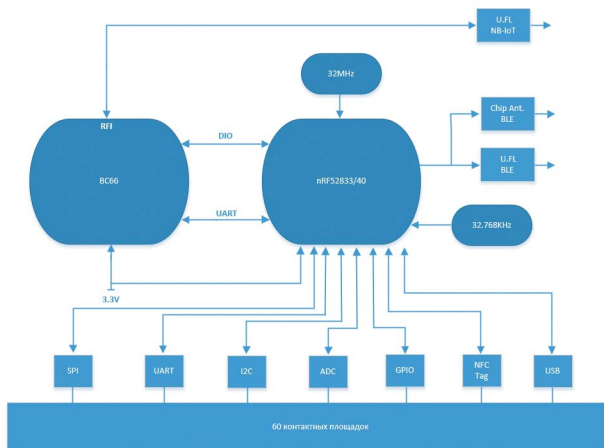 U.FL
NB-IoT
32MHz
Chip Ant.
BLE
RFI
DIO
BC66
nRF52833/40
U.FL
BLE
UART
32.768KHz
3.3V
SPI
UART
I2C
ADC
GPIO
NFC
Tag
USB
60 контактных площадок